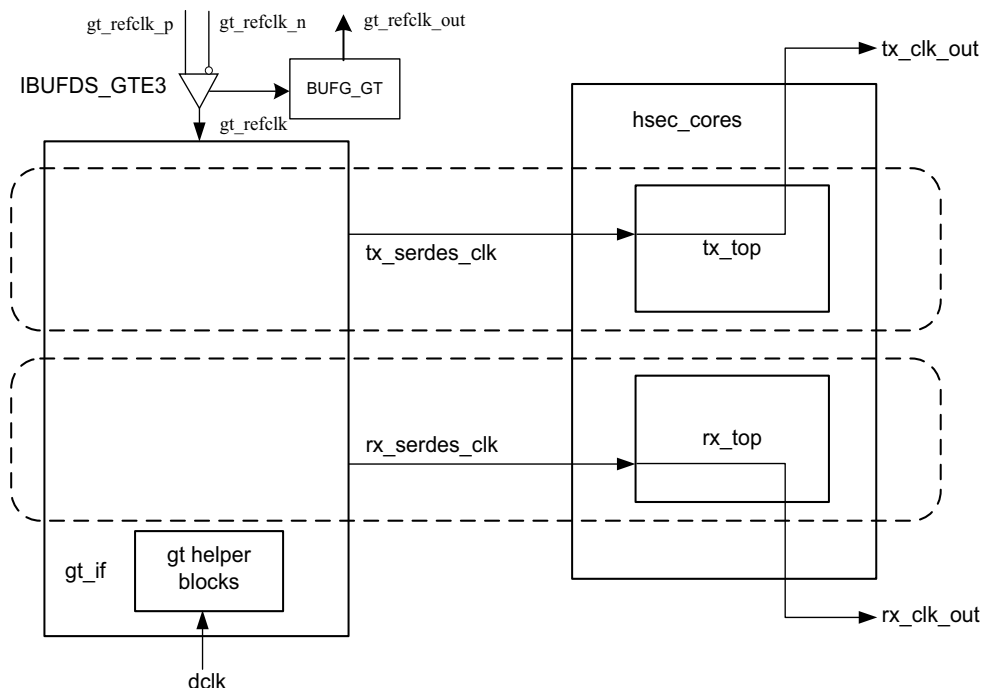 gt_refclk_p
gt_refclk_n
gt_refclk_out
tx_clk_out
IBUFDS_GTE3
BUFG_GT
gt_refclk
hsec_cores
tx_serdes_clk
tx_top
rx_serdes_clk
rx_top
gt_if
gt helper
blocks
rx_clk_out
dclk